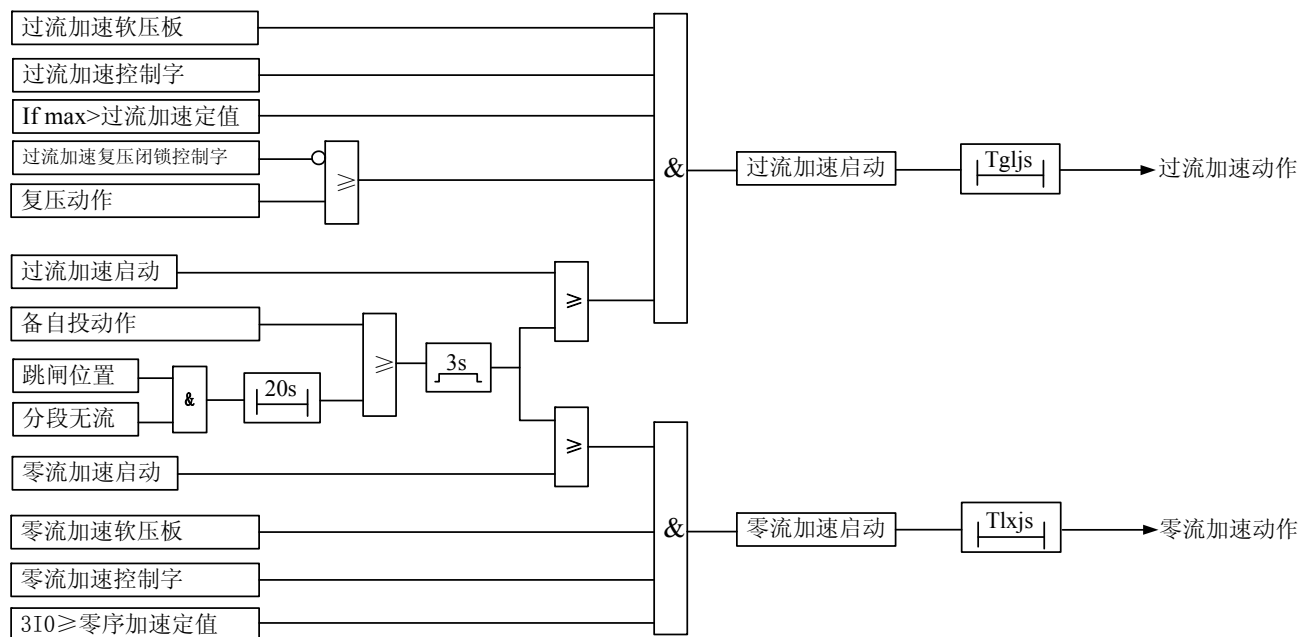 过流加速软压板
过流加速控制字
If max>过流加速定值
过流加速复压闭锁控制字
≥
复压动作
&
过流加速启动
Tgljs
过流加速动作
过流加速启动
≥
备自投动作
≥
3s
跳闸位置
&
20s
分段无流
≥
零流加速启动
零流加速软压板
&
零流加速启动
Tlxjs
零流加速动作
零流加速控制字
3I0≥零序加速定值